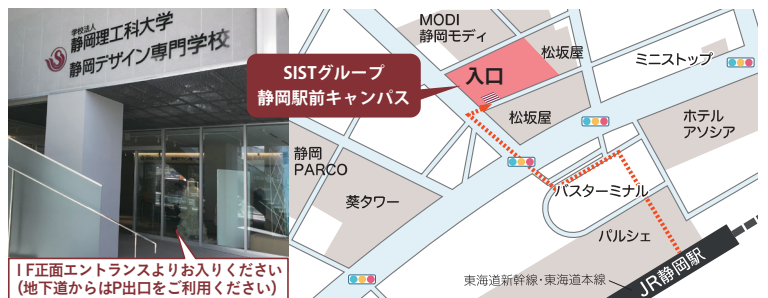 学校法人
静岡理工科大学
静岡デザイン専門学校
1F正面エントランスよりお入りください
(地下道からはP出口をご利用ください)
SISTグループ
静岡駅前キャンパス
MODI
静岡モディ
松坂屋
入口
ミニストップ
松坂屋
ホテル
アソシア
静岡
PARCO
葵タワー
バスターミナル
パルシェ
東海道新幹線・東海道本線
JR静岡駅